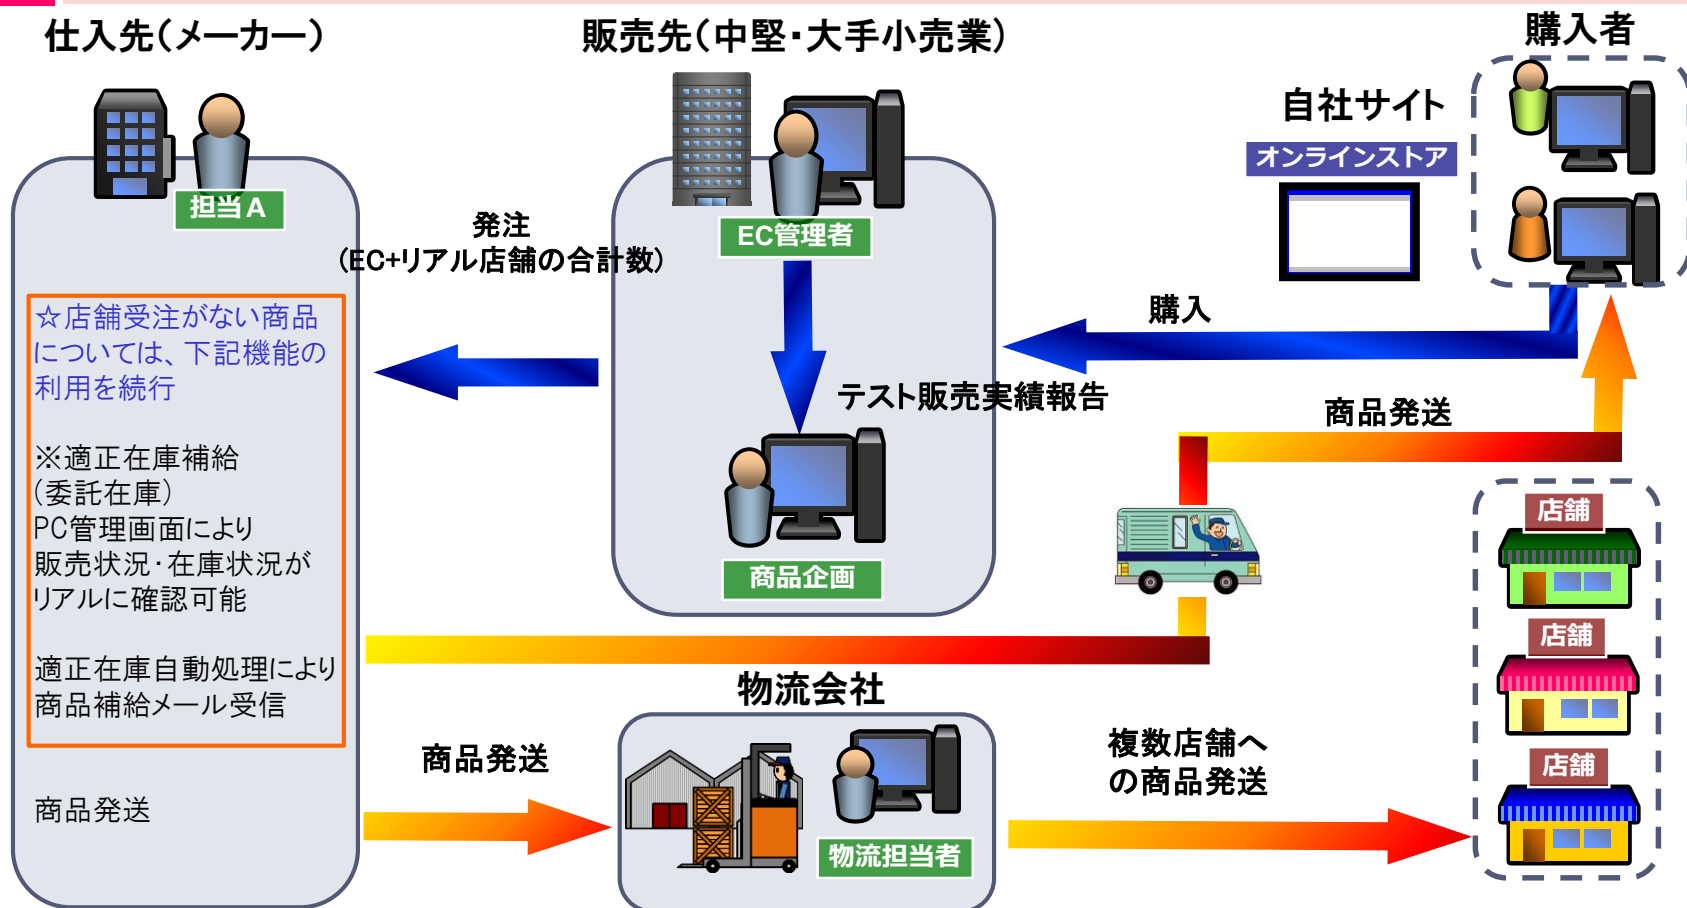 仕入先(メーカー)
販売先(中堅・大手小売業)
購入者
自社サイト
オンラインストア
担当A
EC管理者
発注
(EC+リアル店舗の合計数)
購入
☆店舗受注がない商品
については、下記機能の
利用を続行
※適正在庫補給
(委託在庫)
PC管理画面により
販売状況・在庫状況が
リアルに確認可能
適正在庫自動処理により
商品補給メール受信
商品発送
テスト販売実績報告
商品企画
商品発送
物流会社
商品発送
物流担当者
複数店舗へ
の商品発送
店舗
店舗
店舗